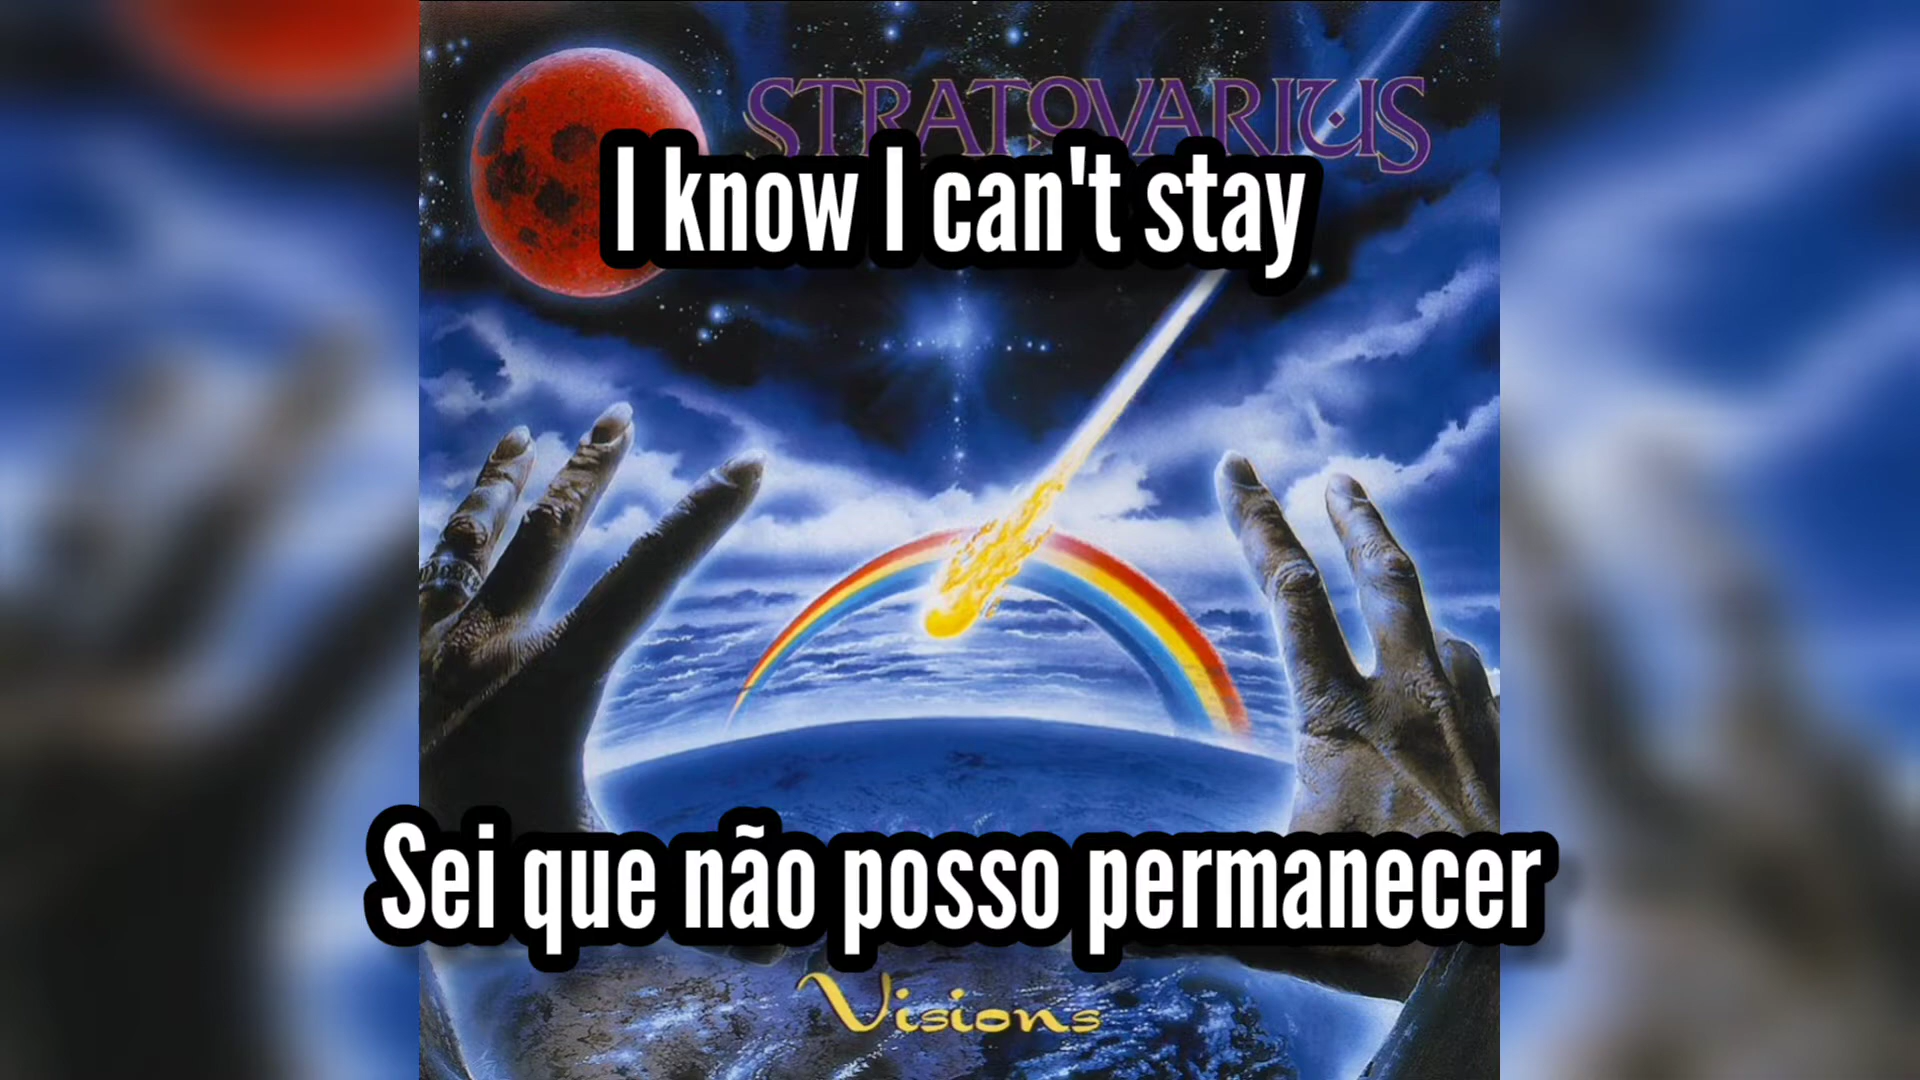 STRATOVARIUS
I know I can't stay
Sei que não posso permanecer
Visions